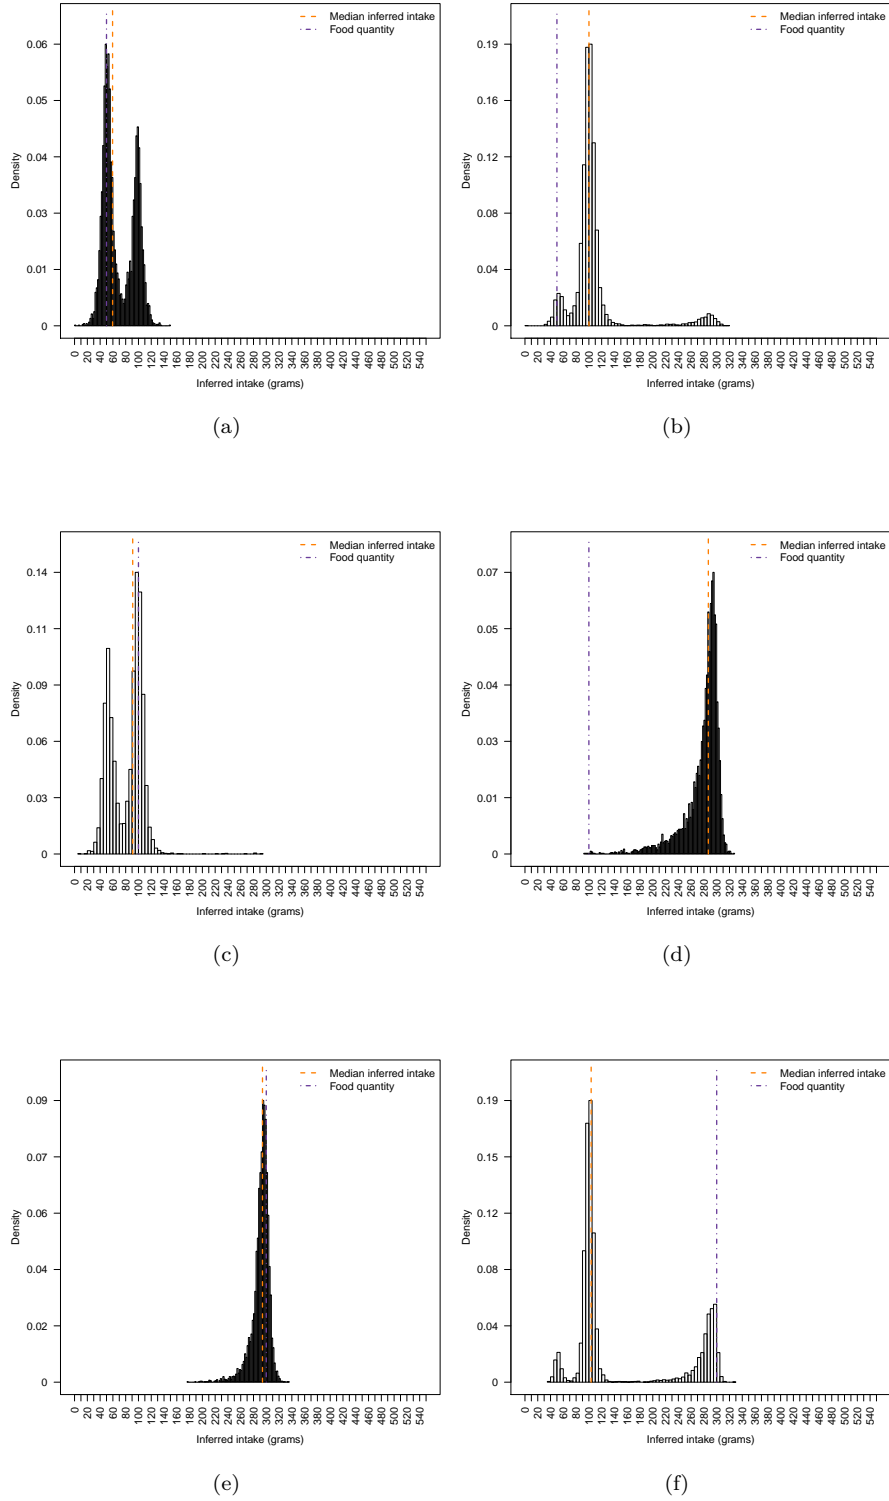 Median inferred intake
Food quantity
0.06
0.05
0.04
0.03
0.01
0
Density
0 20 40 60 80 100 120 140 160 180 200 220 240 260 280 300 320 340 360 380 400 420 440 460 480 500 520 540
Inferred intake (grams)
(a)
Median inferred intake
Food quantity
0.19
0.16
0.12
0.08
0.04
0
Density
0 20 40 60 80 100 120 140 160 180 200 220 240 260 280 300 320 340 360 380 400 420 440 460 480 500 520 540
Inferred intake (grams)
(b)
Median inferred intake
Food quantity
0.14
0.11
0.09
0.06
0.03
0
Density
0 20 40 60 80 100 120 140 160 180 200 220 240 260 280 300 320 340 360 380 400 420 440 460 480 500 520 540
Inferred intake (grams)
(c)
Median inferred intake
Food quantity
0.07
0.05
0.04
0.03
0.01
0
Density
0 20 40 60 80 100 120 140 160 180 200 220 240 260 280 300 320 340 360 380 400 420 440 460 480 500 520 540
Inferred intake (grams)
(d)
Median inferred intake
Food quantity
0.09
0.07
0.06
0.04
0.02
0
Density
0 20 40 60 80 100 120 140 160 180 200 220 240 260 280 300 320 340 360 380 400 420 440 460 480 500 520 540
Inferred intake (grams)
(e)
Median inferred intake
Food quantity
0.19
0.15
0.12
0.08
0.04
0
Density
0 20 40 60 80 100 120 140 160 180 200 220 240 260 280 300 320 340 360 380 400 420 440 460 480 500 520 540
Inferred intake (grams)
(f)